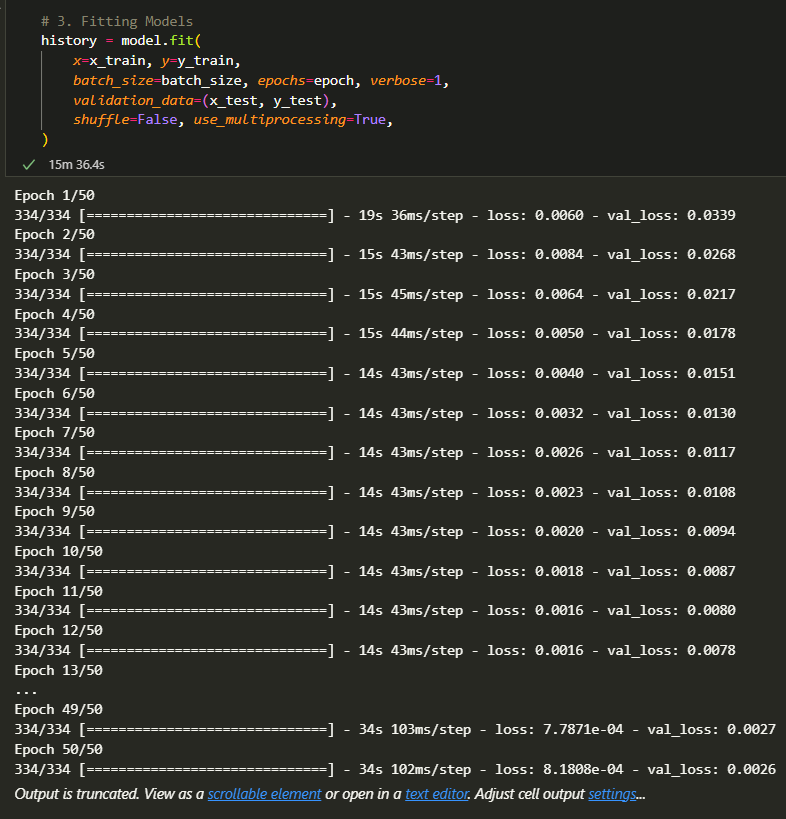 # 3. Fitting Models
history = model.fit(
x=x_train, y=y_train,
batch_size=batch_size, epochs=epoch, verbose=1,
validation_data=(x_test, y_test),
shuffle=False, use_multiprocessing=True,
)
15m 36.4s
Epoch 1/50
334/334 [==============================] - 19s 36ms/step - loss: 0.0060 - val_loss: 0.0339
Epoch 2/50
334/334 [==============================] - 15s 43ms/step - loss: 0.0084 - val_loss: 0.0268
Epoch 3/50
334/334 [==============================] - 15s 45ms/step - loss: 0.0064 - val_loss: 0.0217
Epoch 4/50
334/334 [==============================] - 15s 44ms/step - loss: 0.0050 - val_loss: 0.0178
Epoch 5/50
334/334 [==============================] - 14s 43ms/step - loss: 0.0040 - val_loss: 0.0151
Epoch 6/50
334/334 [==============================] - 14s 43ms/step - loss: 0.0032 - val_loss: 0.0130
Epoch 7/50
334/334 [==============================] - 14s 43ms/step - loss: 0.0026 - val_loss: 0.0117
Epoch 8/50
334/334 [==============================] - 14s 43ms/step - loss: 0.0023 - val_loss: 0.0108
Epoch 9/50
334/334 [==============================] - 14s 43ms/step - loss: 0.0020 - val_loss: 0.0094
Epoch 10/50
334/334 [==============================] - 14s 43ms/step - loss: 0.0018 - val_loss: 0.0087
Epoch 11/50
334/334 [==============================] - 14s 43ms/step - loss: 0.0016 - val_loss: 0.0080
Epoch 12/50
334/334 [==============================] - 14s 43ms/step - loss: 0.0016 - val_loss: 0.0078
Epoch 13/50
...
Epoch 49/50
334/334 [==============================] - 34s 103ms/step - loss: 7.7871e-04 - val_loss: 0.0027
Epoch 50/50
334/334 [==============================] - 34s 102ms/step - loss: 8.1808e-04 - val_loss: 0.0026
Output is truncated. View as a scrollable element or open in a text editor. Adjust cell output settings...